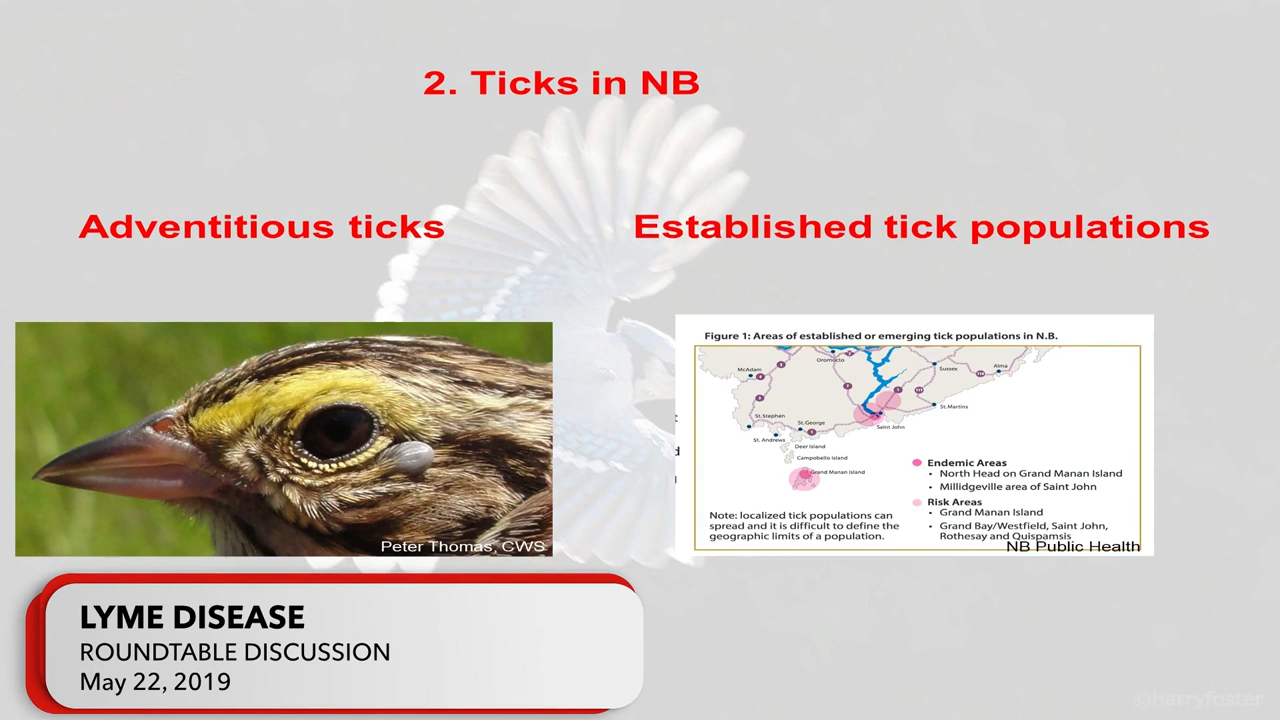 2. Ticks in NB
Adventitious ticks
Established tick populations
Peter Thomas, CWS
Figure 1: Areas of established or emerging tick populations in N.B.
Oromocto
McAdam
Sussex
Alma
St.Stephen
St.George
St.Martins
Saint John
St. Andrews
Deer Island
Campobello Island
Grand Manan Island
Endemic Areas
• North Head on Grand Manan Island
• Millidgeville area of Saint John
Risk Areas
• Grand Manan Island
• Grand Bay/Westfield, Saint John,
Rothesay and Quispamsis
Note: localized tick populations can
spread and it is difficult to define the
geographic limits of a population.
NB Public Health
LYME DISEASE
ROUNDTABLE DISCUSSION
May 22, 2019
@harryfoster